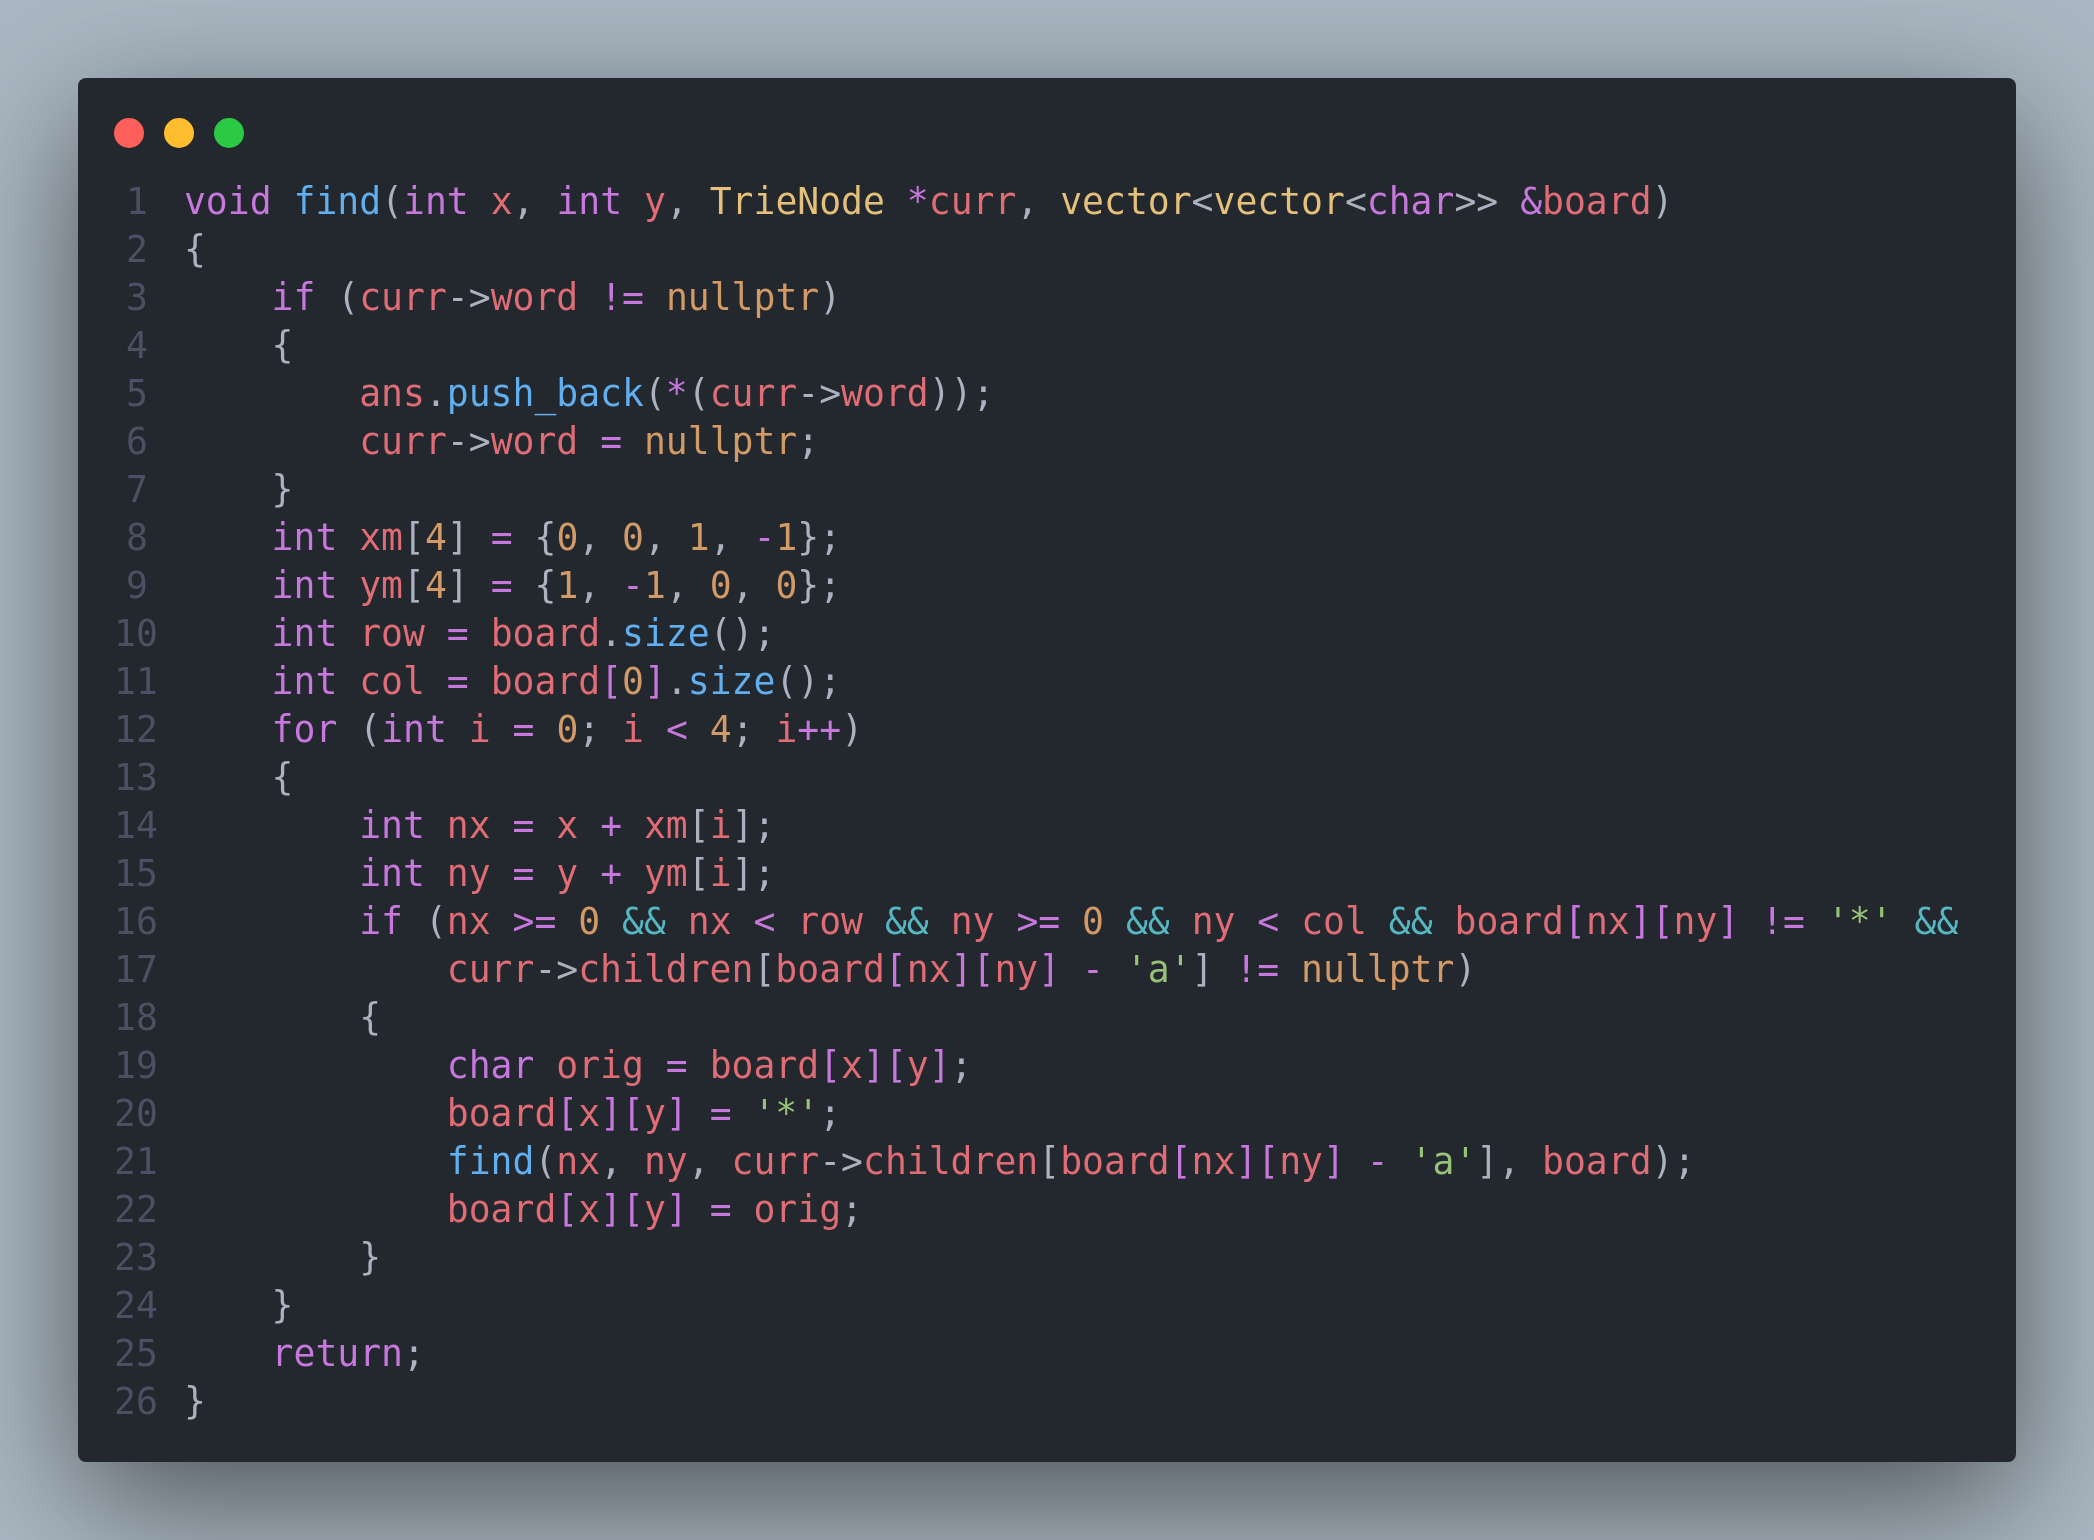 1 void find(int x, int y, TrieNode *curr, vector<vector<char>> &board)
2 {
3     if (curr->word != nullptr)
4     {
5         ans.push_back(*(curr->word));
6         curr->word = nullptr;
7     }
8     int xm[4] = {0, 0, 1, -1};
9     int ym[4] = {1, -1, 0, 0};
10     int row = board.size();
11     int col = board[0].size();
12     for (int i = 0; i < 4; i++)
13     {
14         int nx = x + xm[i];
15         int ny = y + ym[i];
16         if (nx >= 0 && nx < row && ny >= 0 && ny < col && board[nx][ny] != '*' &&
17             curr->children[board[nx][ny] - 'a'] != nullptr)
18         {
19             char orig = board[x][y];
20             board[x][y] = '*';
21             find(nx, ny, curr->children[board[nx][ny] - 'a'], board);
22             board[x][y] = orig;
23         }
24     }
25     return;
26 }